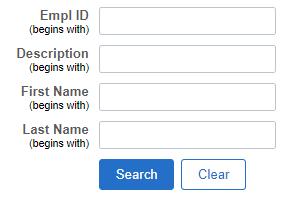 Empl ID
(begins with)
Description
(begins with)
First Name
(begins with)
Last Name
(begins with)
Search Clear